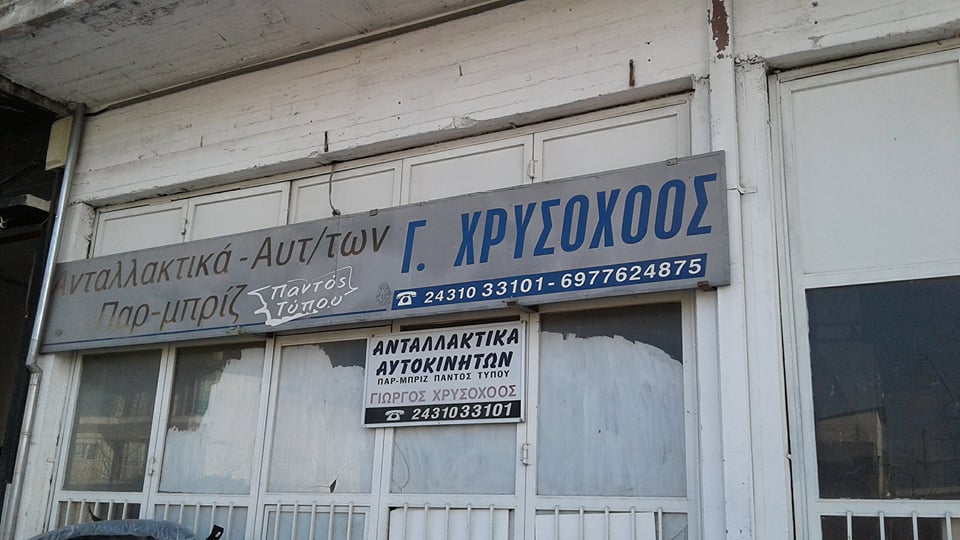 Ανταλλακτικά - Αυτ/των
Παρ-μπρίζ
Παντός
Τύπου
Γ. ΧΡΥΣΟΧΟΟΣ
☎ 24310 33101 - 6977624875
ΑΝΤΑΛΛΑΚΤΙΚΑ
ΑΥΤΟΚΙΝΗΤΩΝ
ΠΑΡ-ΜΠΡΙΖ ΠΑΝΤΟΣ ΤΥΠΟΥ
ΓΙΩΡΓΟΣ ΧΡΥΣΟΧΟΟΣ
☎ 2431033101